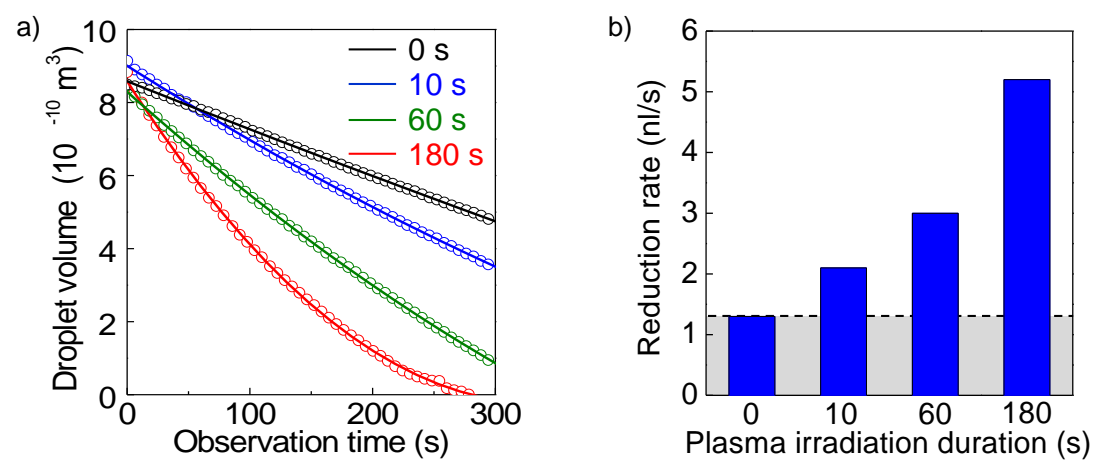 a)
Droplet volume (10 ⁻¹⁰ m³)
10
8
6
4
2
0
0 s
10 s
60 s
180 s
0 100 200 300
Observation time (s)
b)
Reduction rate (nl/s)
6
5
4
3
2
1
0
0 10 60 180
Plasma irradiation duration (s)